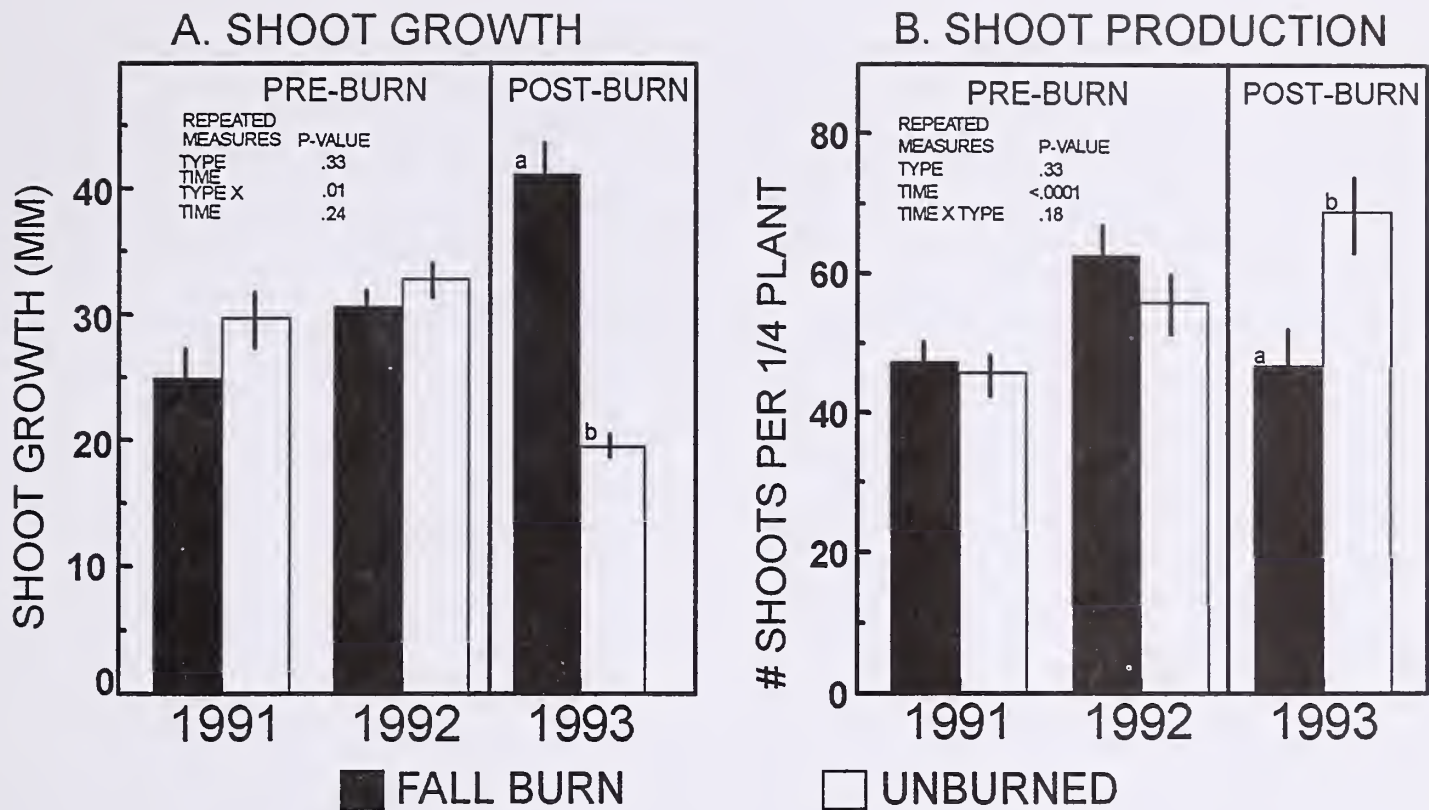 A. SHOOT GROWTH
PRE-BURN
POST-BURN
REPEATED
MEASURES P-VALUE
TYPE .33
TIME
TYPE X .01
TIME .24
SHOOT GROWTH (MM)
40
30
20
10
0
a
b
1991 1992 1993
B. SHOOT PRODUCTION
PRE-BURN
POST-BURN
REPEATED
MEASURES P-VALUE
TYPE .33
TIME <.0001
TIME X TYPE .18
# SHOOTS PER 1/4 PLANT
80
60
40
20
0
a
b
1991 1992 1993
FALL BURN
UNBURNED